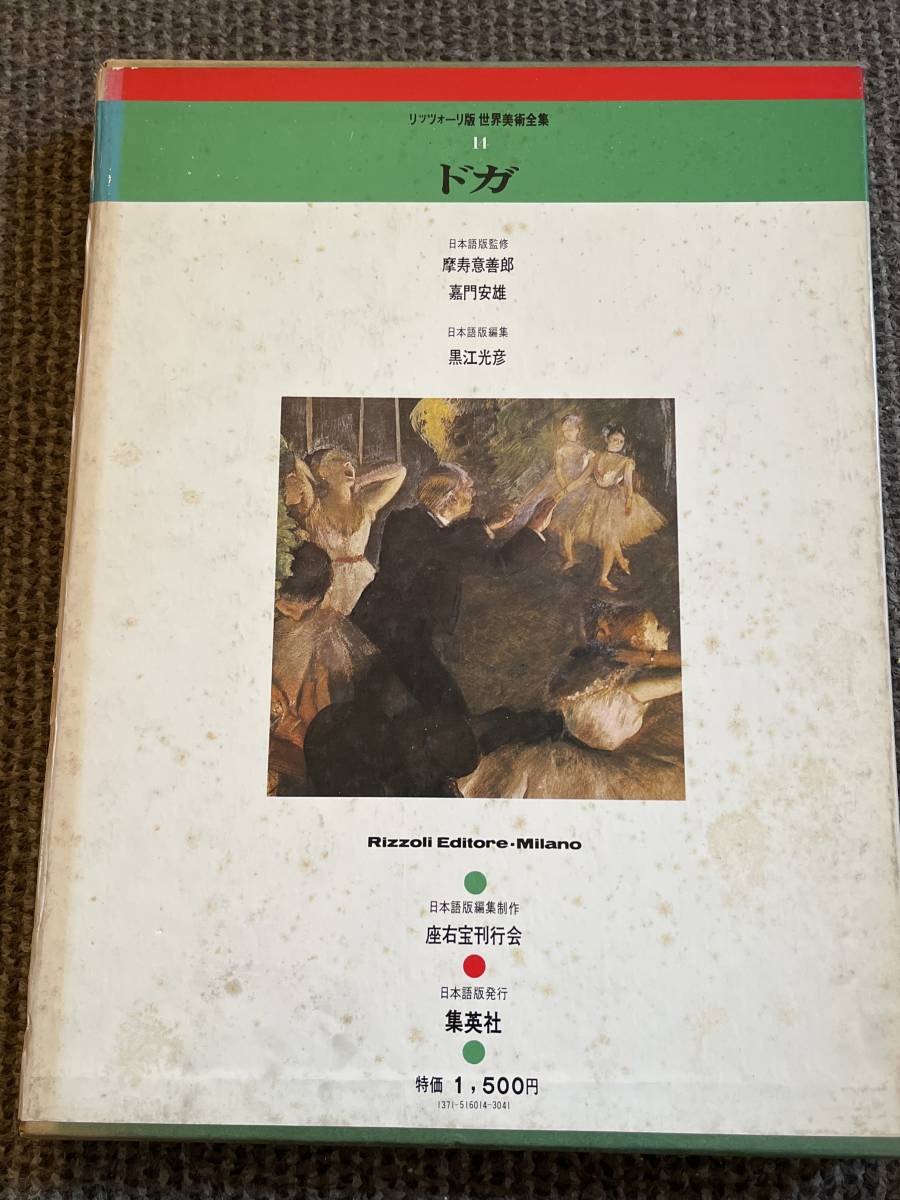 リッツォーリ版 世界美術全集
14
ドガ
日本語版監修
摩寿意善郎
嘉門安雄
日本語版編集
黒江光彦
Rizzoli Editore·Milano
日本語版編集制作
座右宝刊行会
日本語版発行
集英社
特価 1,500円
1371-516014-3041